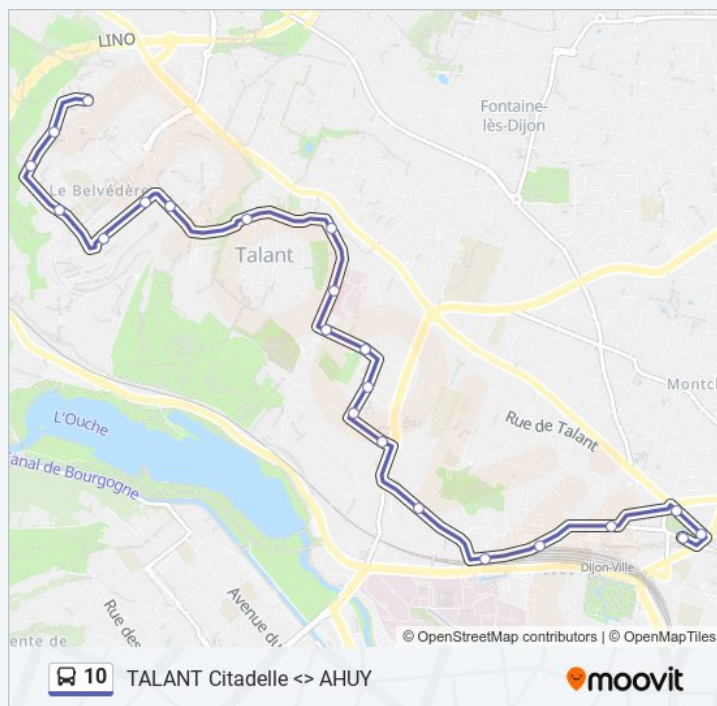 LINO
Fontaine-
lès-Dijon
Le Belvédère
Talant
Montch
L'Ouche
Rue de Talant
Canal de Bourgogne
Dijon-Ville
Rue des
Avenue du
ente de
© OpenStreetMap contributors | © OpenMapTiles
10 TALANT Citadelle <> AHUY
moovit